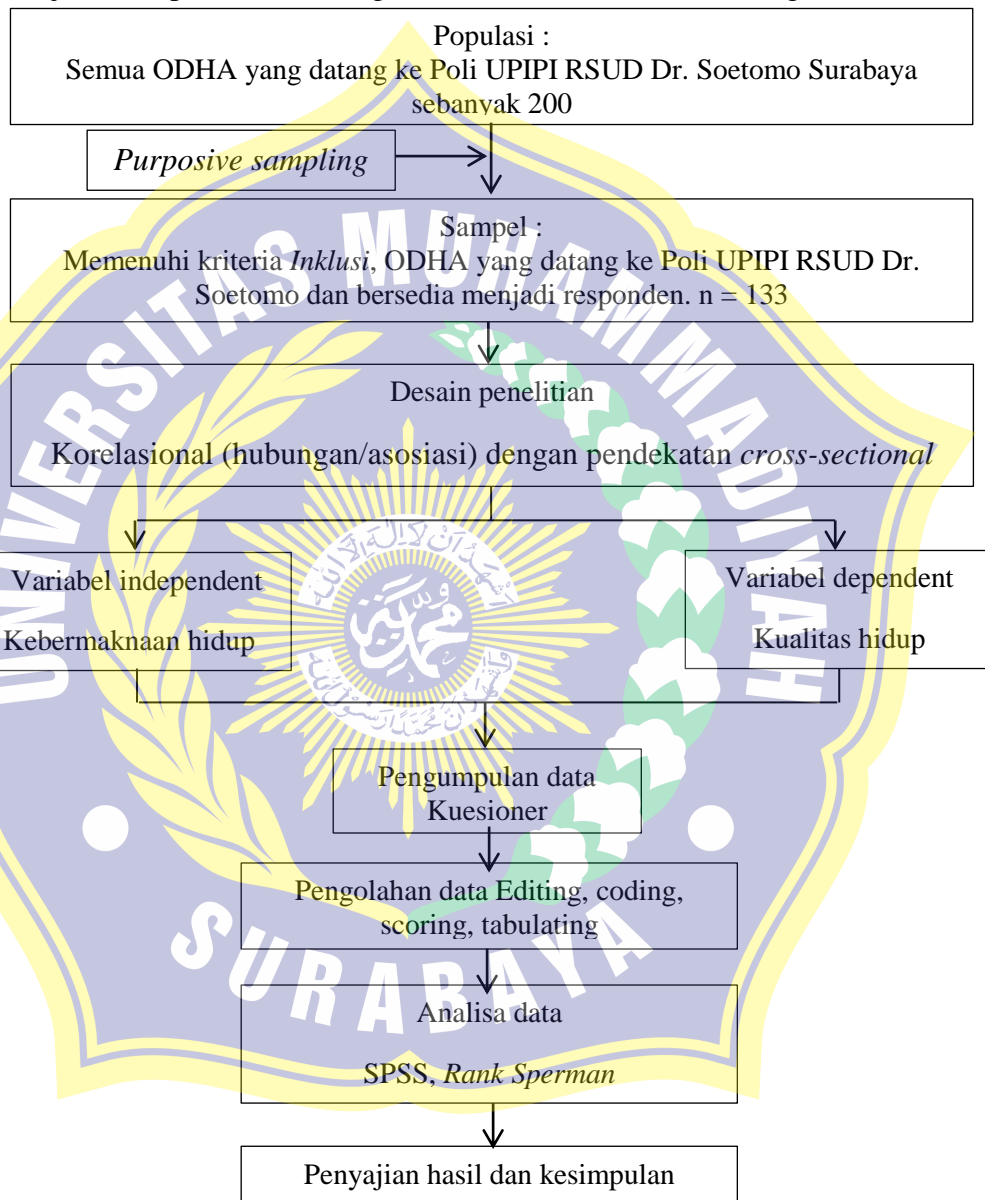 Populasi :
Semua ODHA yang datang ke Poli UPIPI RSUD Dr. Soetomo Surabaya
sebanyak 200
Purposive sampling
Sampel :
Memenuhi kriteria Inklusi, ODHA yang datang ke Poli UPIPI RSUD Dr.
Soetomo dan bersedia menjadi responden. n = 133
Desain penelitian
Korelasional (hubungan/asosiasi) dengan pendekatan cross-sectional
Variabel independent
Kebermaknaan hidup
Variabel dependent
Kualitas hidup
Pengumpulan data
Kuesioner
Pengolahan data Editing, coding,
scoring, tabulating
Analisa data
SPSS, Rank Sperman
Penyajian hasil dan kesimpulan
UNIVERSITAS MUHAMMADIYAH
SURABAYA